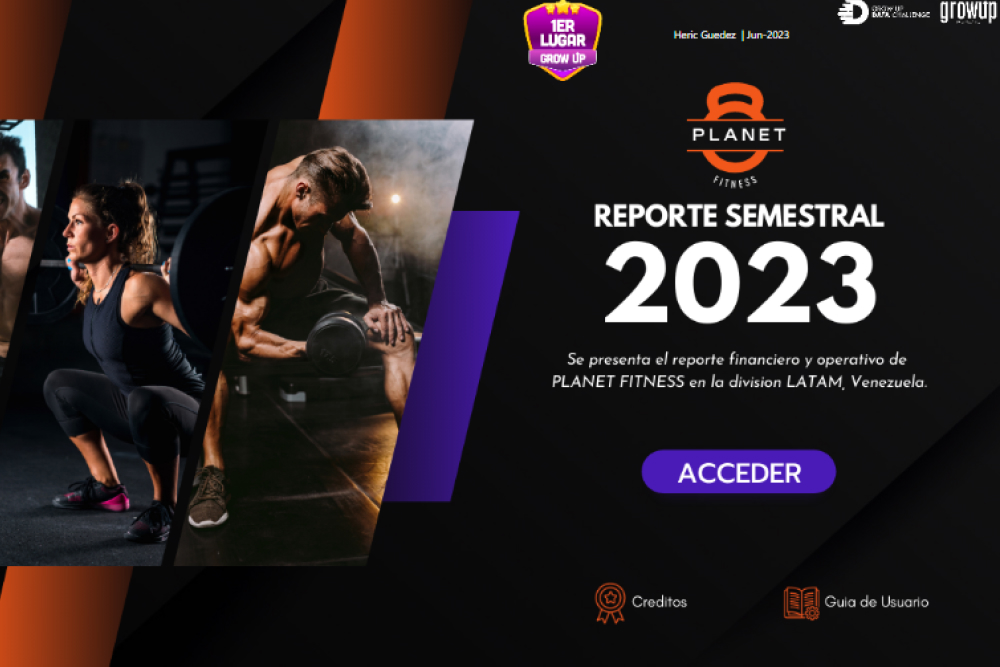 1ER
LUGAR
GROW UP
Heric Guedez | Jun-2023
GROW UP
DATA CHALLENGE
growup
PLANET
FITNESS
REPORTE SEMESTRAL
2023
Se presenta el reporte financiero y operativo de
PLANET FITNESS en la division LATAM, Venezuela.
ACCEDER
Creditos
Guia de Usuario